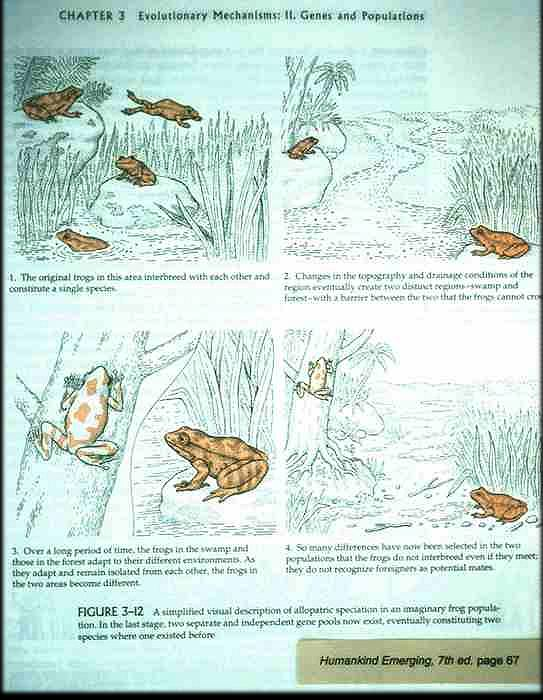 CHAPTER 3 Evolutionary Mechanisms: II. Genes and Populations
1. The original frogs in this area interbreed with each other and
constitute a single species.
2. Changes in the topography and drainage conditions of the
region eventually create two distinct regions–swamp and
forest–with a barrier between the two that the frogs cannot cro
3. Over a long period of time, the frogs in the swamp and
those in the forest adapt to their different environments. As
they adapt and remain isolated from each other, the frogs in
the two areas become different.
4. So many differences have now been selected in the two
populations that the frogs do not interbreed even if they meet;
they do not recognize foreigners as potential mates.
FIGURE 3–12 A simplified visual description of allopatric speciation in an imaginary frog popula-
tion. In the last stage, two separate and independent gene pools now exist, eventually constituting two
species where one existed before
Humankind Emerging, 7th ed, page 67